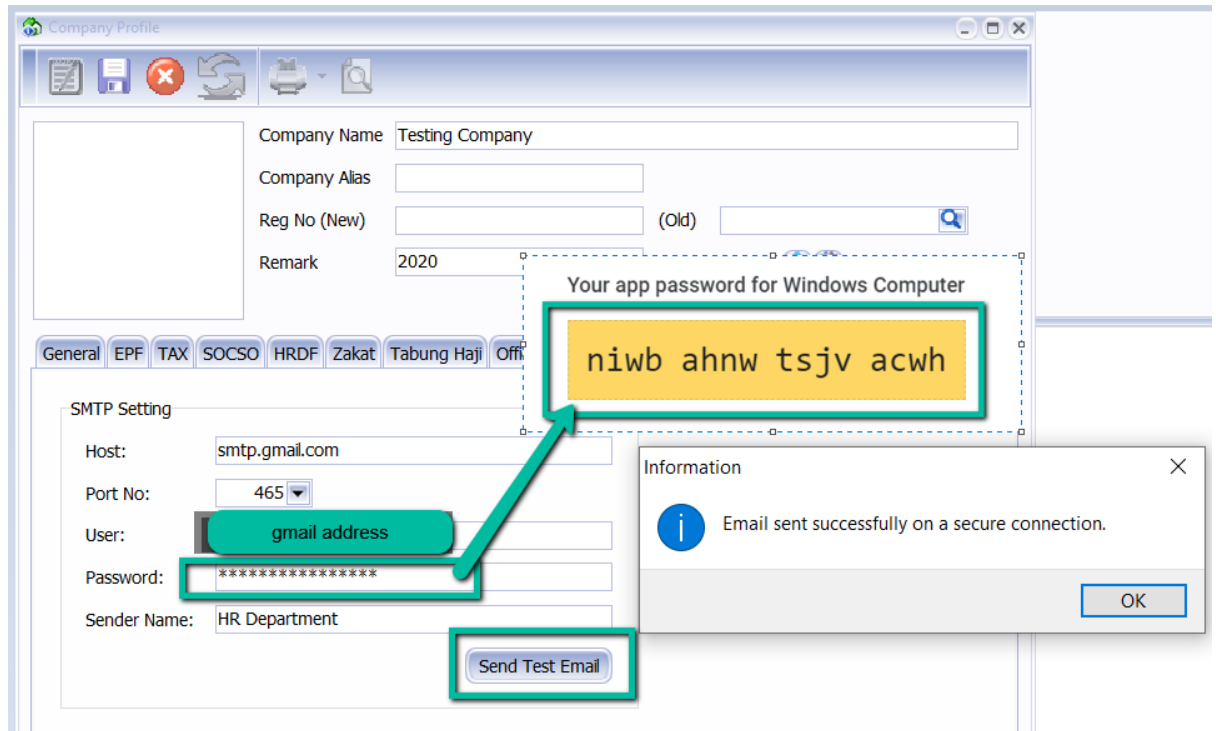 Company Profile
Company Name Testing Company
Company Alias
Reg No (New) (Old)
Remark 2020
Your app password for Windows Computer
niwb ahnw tsjv acwh
General EPF TAX SOCSO HRDF Zakat Tabung Haji Offi
SMTP Setting
Host: smtp.gmail.com
Port No: 465
User: gmail address
Password: ****************
Sender Name: HR Department
Send Test Email
Information
Email sent successfully on a secure connection.
OK